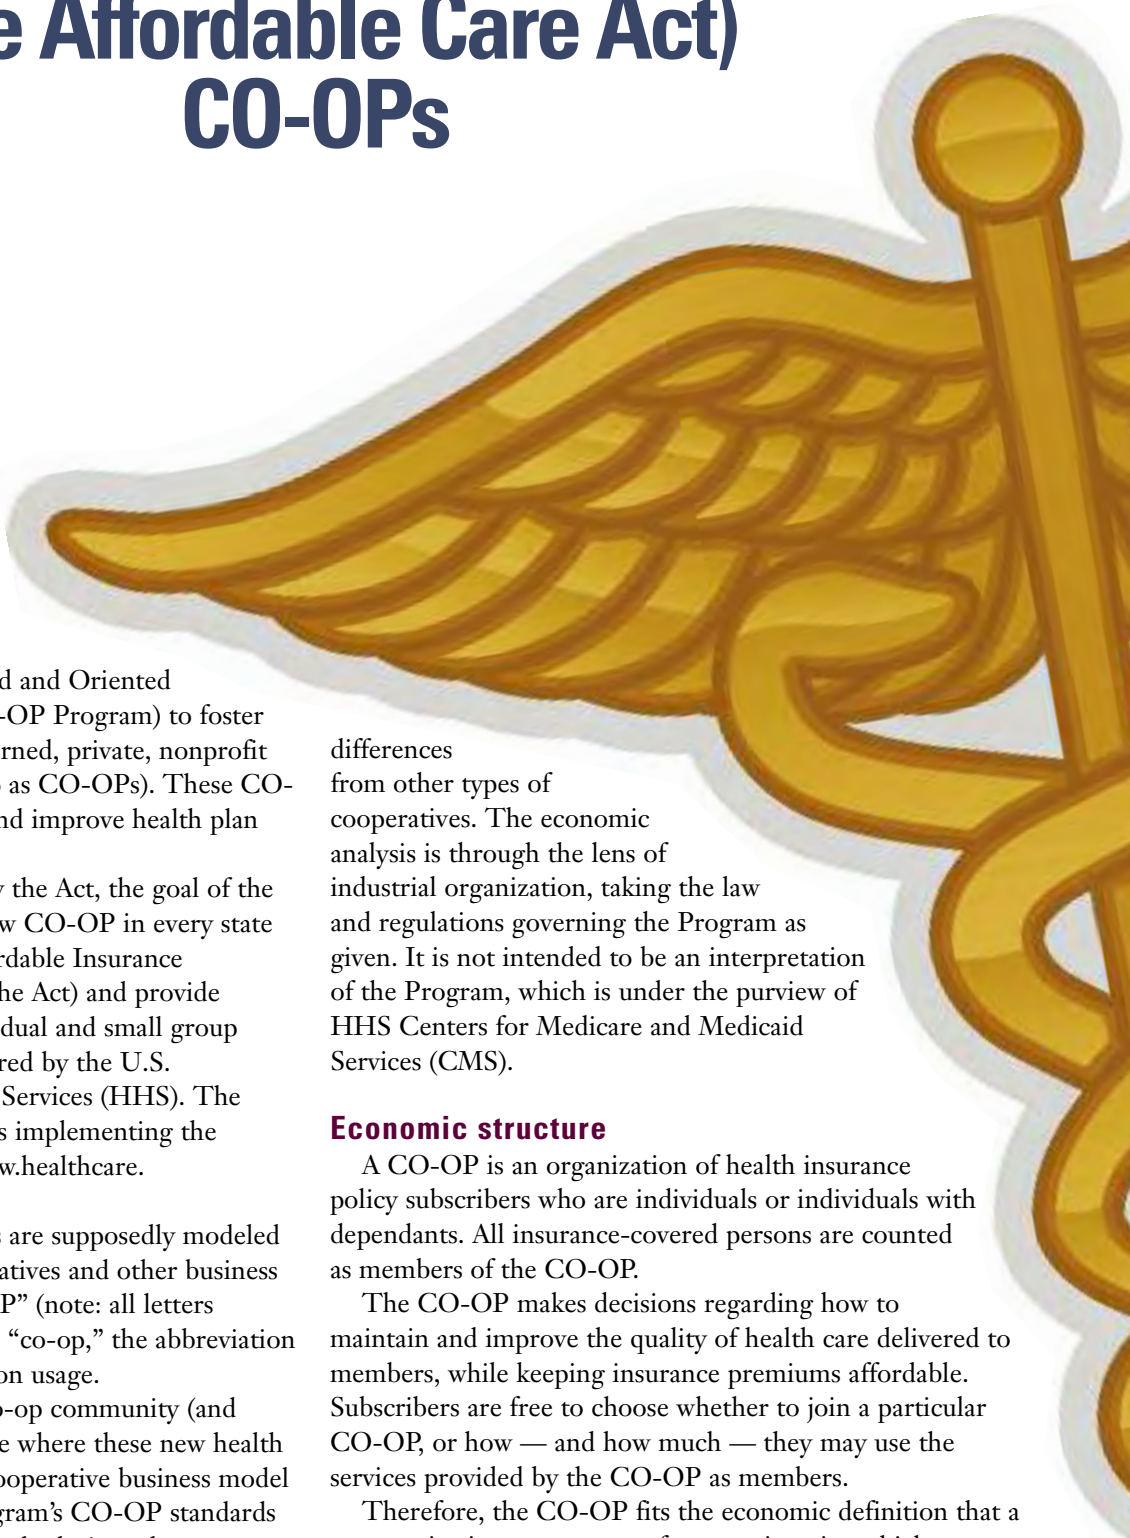 e Affordable Care Act)
CO-OPs
d and Oriented
-OP Program) to foster
rned, private, nonprofit
as CO-OPs). These CO-
nd improve health plan
y the Act, the goal of the
w CO-OP in every state
rdable Insurance
he Act) and provide
dual and small group
red by the U.S.
Services (HHS). The
s implementing the
w.healthcare.
s are supposedly modeled
atives and other business
P” (note: all letters
“co-op,” the abbreviation
on usage.
o-op community (and
e where these new health
ooperative business model
gram’s CO-OP standards
differences
from other types of
cooperatives. The economic
analysis is through the lens of
industrial organization, taking the law
and regulations governing the Program as
given. It is not intended to be an interpretation
of the Program, which is under the purview of
HHS Centers for Medicare and Medicaid
Services (CMS).
Economic structure
A CO-OP is an organization of health insurance
policy subscribers who are individuals or individuals with
dependants. All insurance-covered persons are counted
as members of the CO-OP.
The CO-OP makes decisions regarding how to
maintain and improve the quality of health care delivered to
members, while keeping insurance premiums affordable.
Subscribers are free to choose whether to join a particular
CO-OP, or how — and how much — they may use the
services provided by the CO-OP as members.
Therefore, the CO-OP fits the economic definition that a